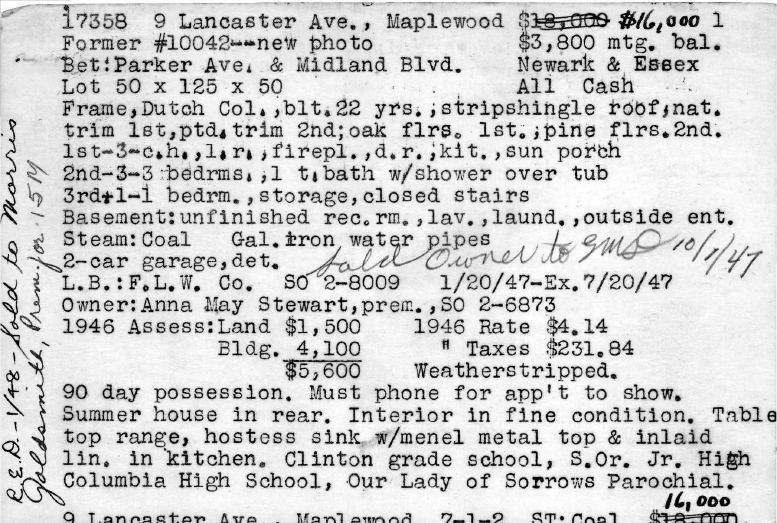 17358 9 Lancaster Ave., Maplewood $18,000 $16,000 1
Former #10042--new photo $3,800 mtg. bal.
Bet:Parker Ave. & Midland Blvd. Newark & Essex
Lot 50 x 125 x 50 All Cash
Frame,Dutch Col.,blt.22 yrs.;stripshingle roof,nat.
trim 1st,ptd.trim 2nd;oak flrs. 1st.;pine flrs.2nd.
1st-3-c.h.,l.r.,firepl.,d.r.;kit.,sun porch
2nd-3-3 bedrms.,1 t.bath w/shower over tub
3rd+1-1 bedrm.,storage,closed stairs
Basement:unfinished rec.rm.,lav.,laund.,outside ent.
Steam:Coal Gal.iron water pipes
Sold Owner to 10/1/47
2-car garage,det.
L.B.:F.L.W. Co. SO 2-8009 1/20/47-Ex.7/20/47
Owner:Anna May Stewart,prem.,SO 2-6873
1946 Assess:Land $1,500 1946 Rate $4.14
Bldg. 4,100 " Taxes $231.84
$5,600 Weatherstripped.
90 day possession. Must phone for app't to show.
Summer house in rear. Interior in fine condition. Table
top range, hostess sink w/menel metal top & inlaid
lin. in kitchen. Clinton grade school, S.Or. Jr. High
Columbia High School, Our Lady of Sorrows Parochial.
16,000
9 Lancaster Ave., Maplewood 7-1-2 ST:Coal $18,000
R.E.D. - 1/48 - Sold to Morris
Goldsmith, Prem. for 15M